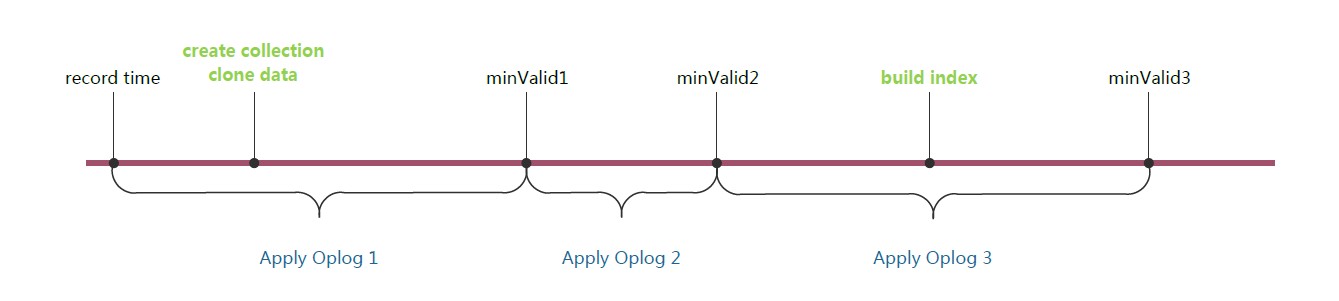 record time
create collection
clone data
minValid1
minValid2
build index
minValid3
Apply Oplog 1
Apply Oplog 2
Apply Oplog 3